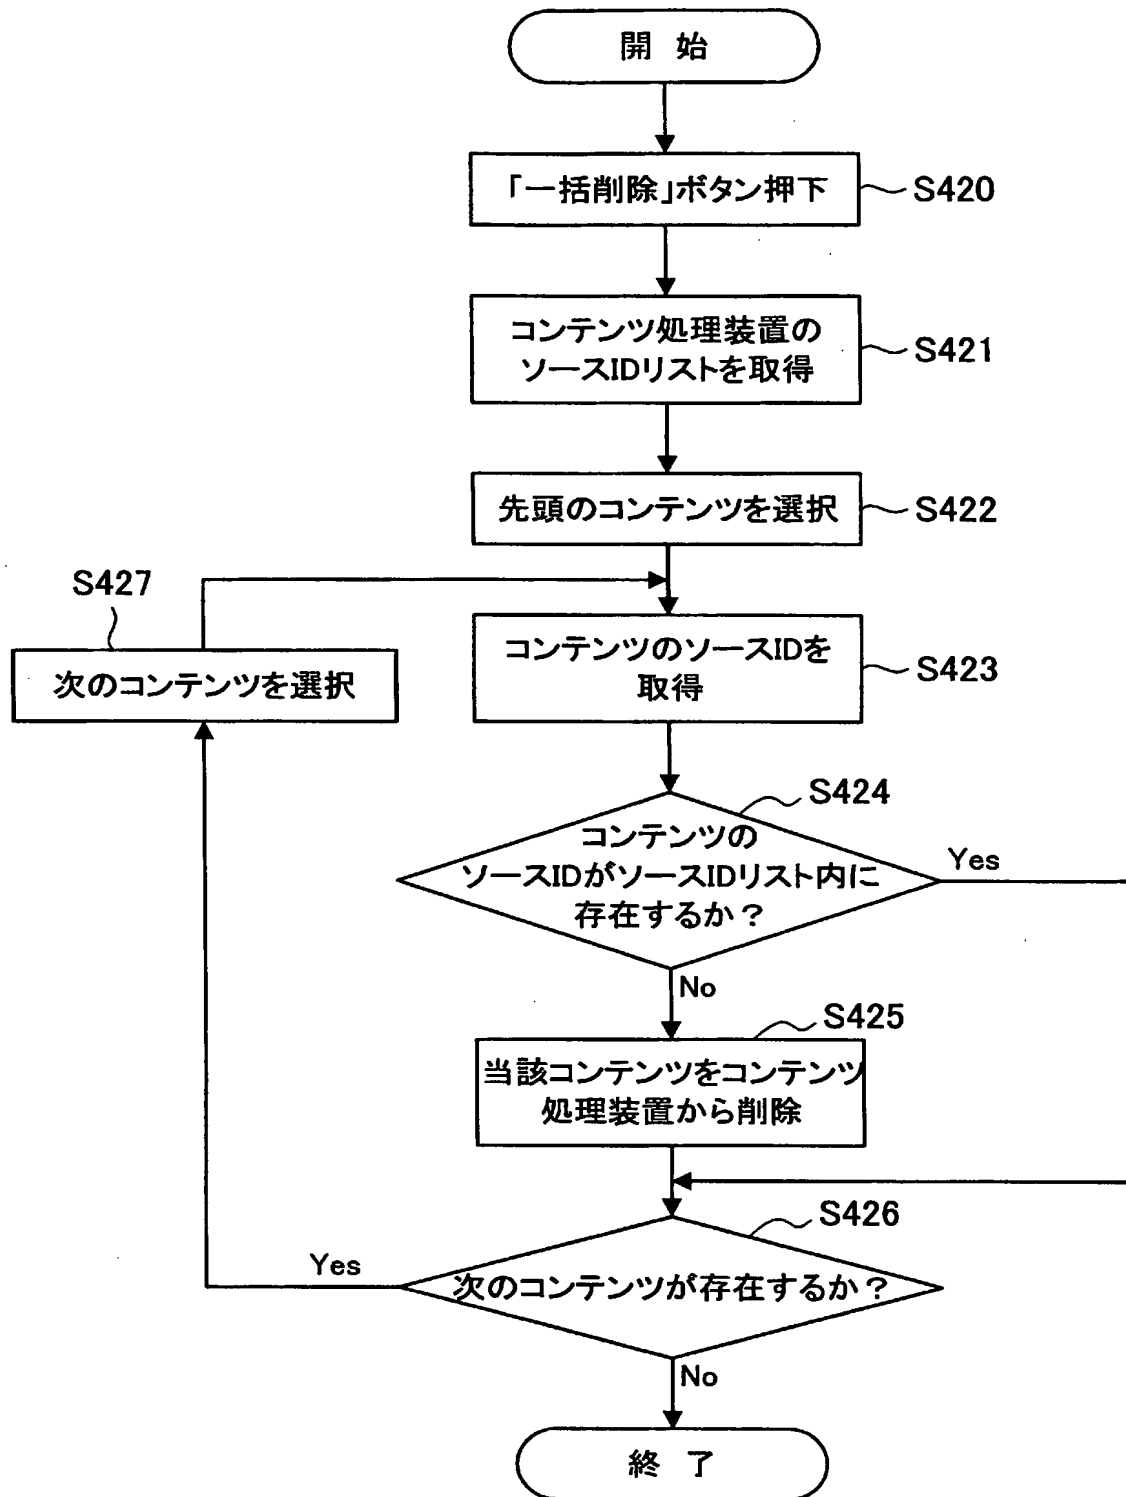 開 始
「一括削除」ボタン押下
S420
コンテンツ処理装置の
ソースIDリストを取得
S421
先頭のコンテンツを選択
S422
S427
次のコンテンツを選択
コンテンツのソースIDを
取得
S423
S424
コンテンツの
ソースIDがソースIDリスト内に
存在するか？
Yes
No
S425
当該コンテンツをコンテンツ
処理装置から削除
S426
Yes
次のコンテンツが存在するか？
No
終 了